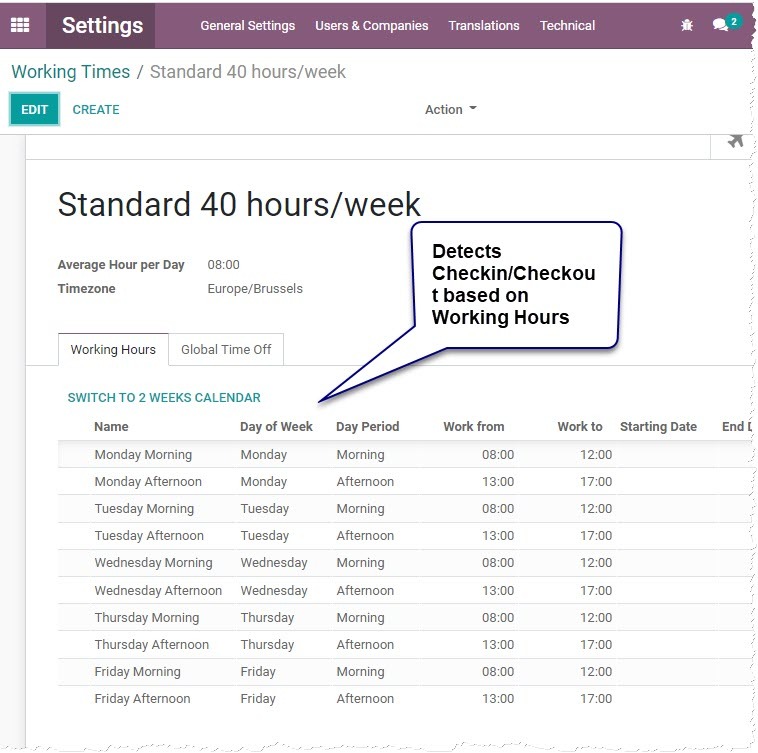 Settings General Settings Users & Companies Translations Technical 2
Working Times / Standard 40 hours/week
EDIT CREATE Action
Standard 40 hours/week
Detects
Checkin/Checkou
t based on
Working Hours
Average Hour per Day 08:00
Timezone Europe/Brussels
Working Hours Global Time Off
SWITCH TO 2 WEEKS CALENDAR
Name Day of Week Day Period Work from Work to Starting Date End D
Monday Morning Monday Morning 08:00 12:00
Monday Afternoon Monday Afternoon 13:00 17:00
Tuesday Morning Tuesday Morning 08:00 12:00
Tuesday Afternoon Tuesday Afternoon 13:00 17:00
Wednesday Morning Wednesday Morning 08:00 12:00
Wednesday Afternoon Wednesday Afternoon 13:00 17:00
Thursday Morning Thursday Morning 08:00 12:00
Thursday Afternoon Thursday Afternoon 13:00 17:00
Friday Morning Friday Morning 08:00 12:00
Friday Afternoon Friday Afternoon 13:00 17:00